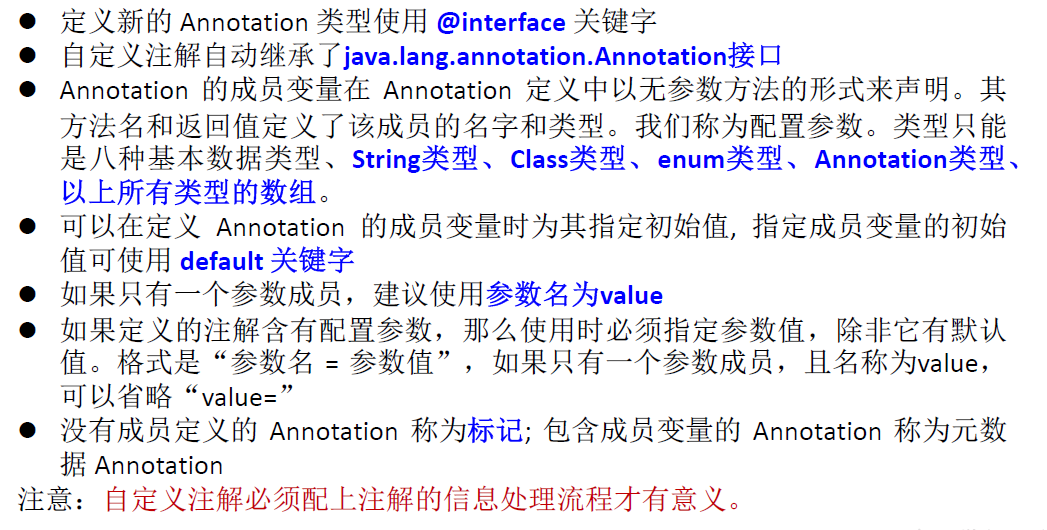 ● 定义新的 Annotation 类型使用 @interface 关键字
● 自定义注解自动继承了java.lang.annotation.Annotation接口
● Annotation 的成员变量在 Annotation 定义中以无参数方法的形式来声明。其
方法名和返回值定义了该成员的名字和类型。我们称为配置参数。类型只能
是八种基本数据类型、String类型、Class类型、enum类型、Annotation类型、
以上所有类型的数组。
● 可以在定义 Annotation 的成员变量时为其指定初始值, 指定成员变量的初始
值可使用 default 关键字
● 如果只有一个参数成员，建议使用参数名为value
● 如果定义的注解含有配置参数，那么使用时必须指定参数值，除非它有默认
值。格式是“参数名 = 参数值”，如果只有一个参数成员，且名称为value，
可以省略“value=”
● 没有成员定义的 Annotation 称为标记; 包含成员变量的 Annotation 称为元数
据 Annotation
注意：自定义注解必须配上注解的信息处理流程才有意义。